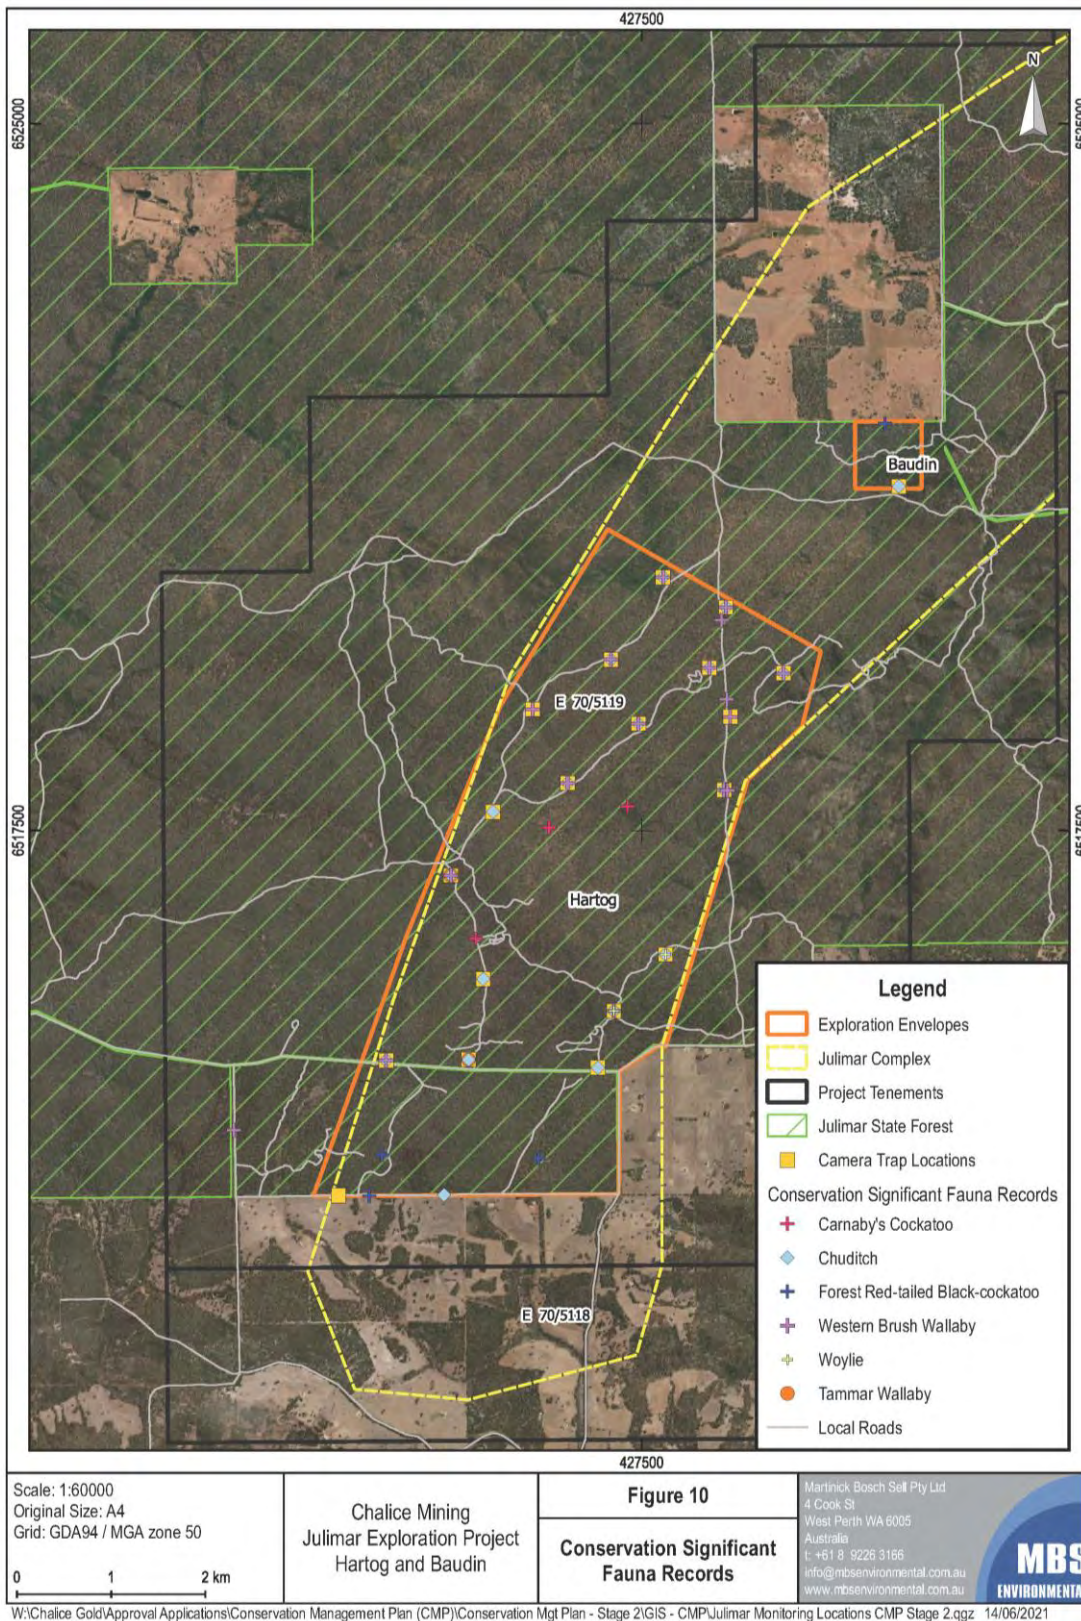 427500
6525000
6525000
N
Baudin
E 70/5119
6517500
6517500
Hartog
E 70/5118
Legend
Exploration Envelopes
Julimar Complex
Project Tenements
Julimar State Forest
Camera Trap Locations
Conservation Significant Fauna Records
Carnaby's Cockatoo
Chuditch
Forest Red-tailed Black-cockatoo
Western Brush Wallaby
Woylie
Tammar Wallaby
Local Roads
427500
Scale: 1:60000
Original Size: A4
Grid: GDA94 / MGA zone 50
0 1 2 km
Chalice Mining
Julimar Exploration Project
Hartog and Baudin
Figure 10
Conservation Significant
Fauna Records
Martinick Bosch Sell Pty Ltd
4 Cook St
West Perth WA 6005
Australia
t: +61 8 9226 3166
info@mbsenvironmental.com.au
www.mbsenvironmental.com.au
MBS
ENVIRONMENTAL
W:\Chalice Gold\Approval Applications\Conservation Management Plan (CMP)\Conservation Mgt Plan - Stage 2\GIS - CMP\Julimar Monitoring Locations CMP Stage 2.qgz 14/06/2021